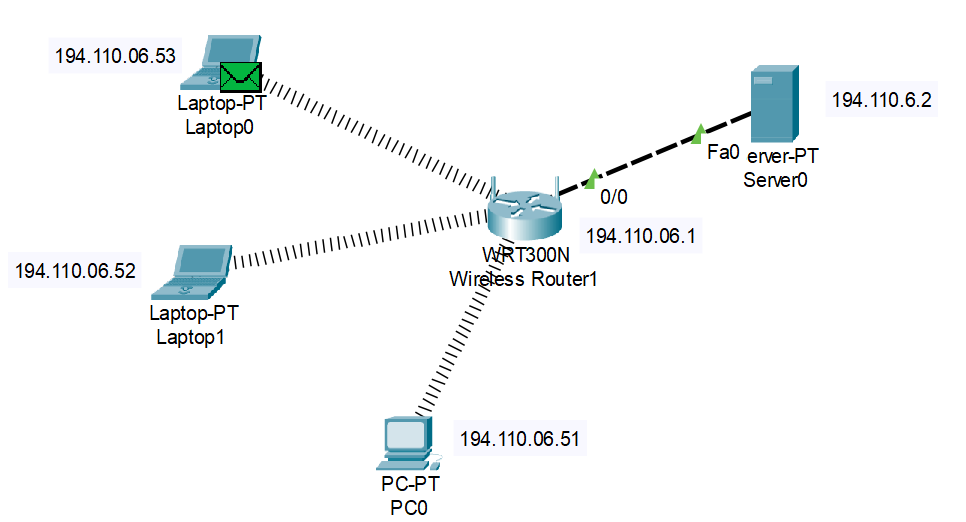 194.110.06.53
Laptop-PT
Laptop0
194.110.6.2
Fa0
erver-PT
Server0
0/0
194.110.06.1
WRT300N
Wireless Router1
194.110.06.52
Laptop-PT
Laptop1
194.110.06.51
PC-PT
PC0